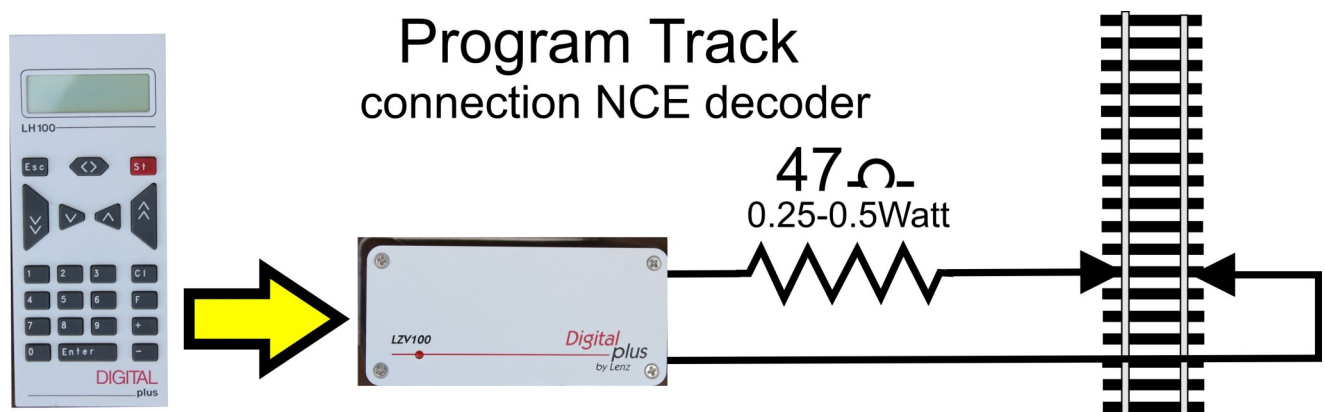 Program Track
connection NCE decoder
47Ω
0.25-0.5Watt
LH100
Esc <> St
1 2 3 Cl
4 5 6 F
7 8 9 +
0 Enter -
DIGITAL
plus
LZV100
Digital
plus
by Lenz